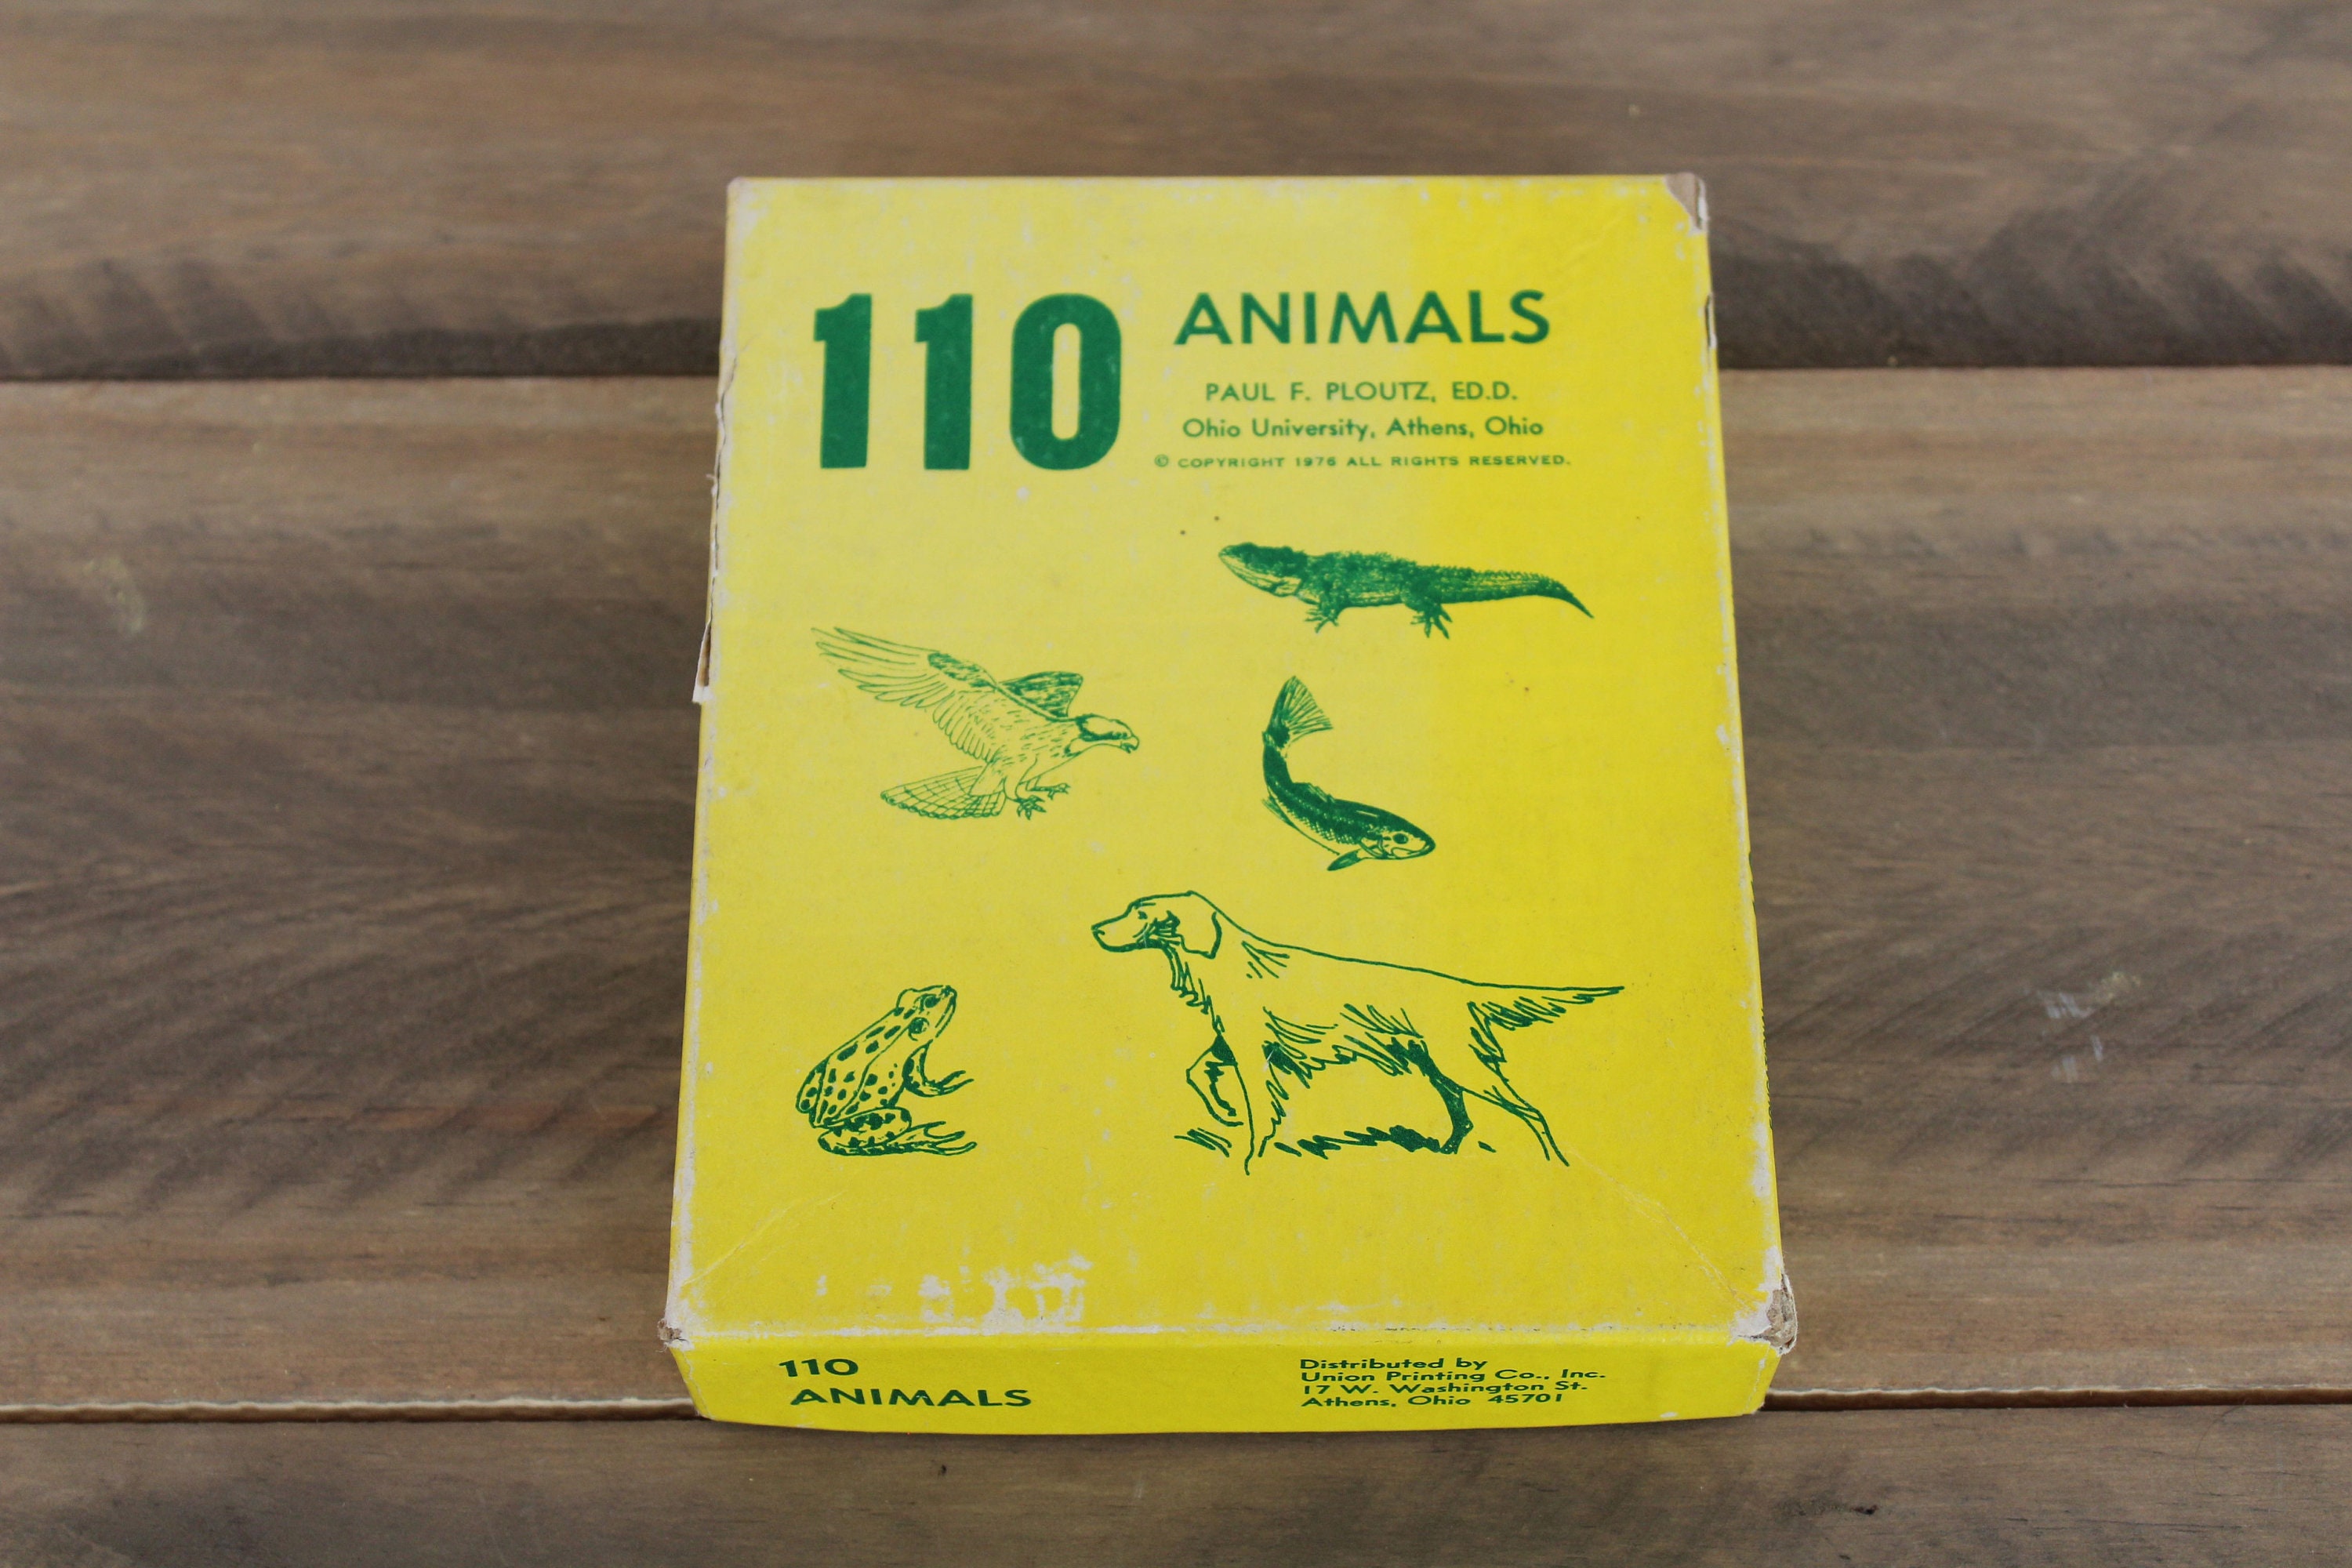 110 ANIMALS
PAUL F. PLOUTZ, ED.D.
Ohio University, Athens, Ohio
© COPYRIGHT 1976 ALL RIGHTS RESERVED.
110
ANIMALS
Distributed by
Union Printing Co., Inc.
17 W. Washington St.
Athens, Ohio 45701